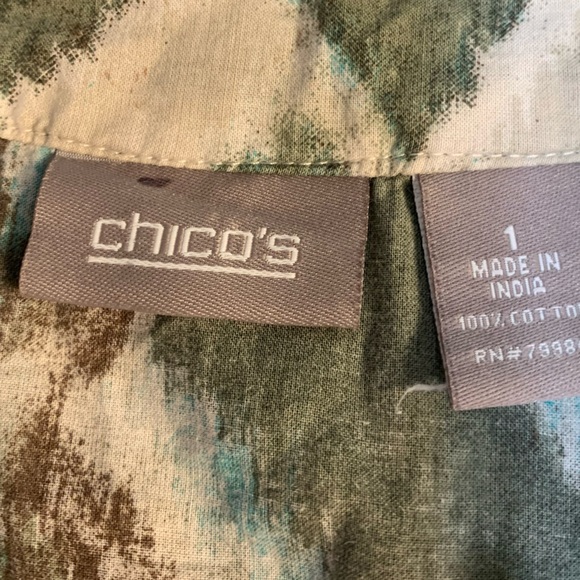 chico's
1
MADE IN
INDIA
100% COTTO
RN#7998